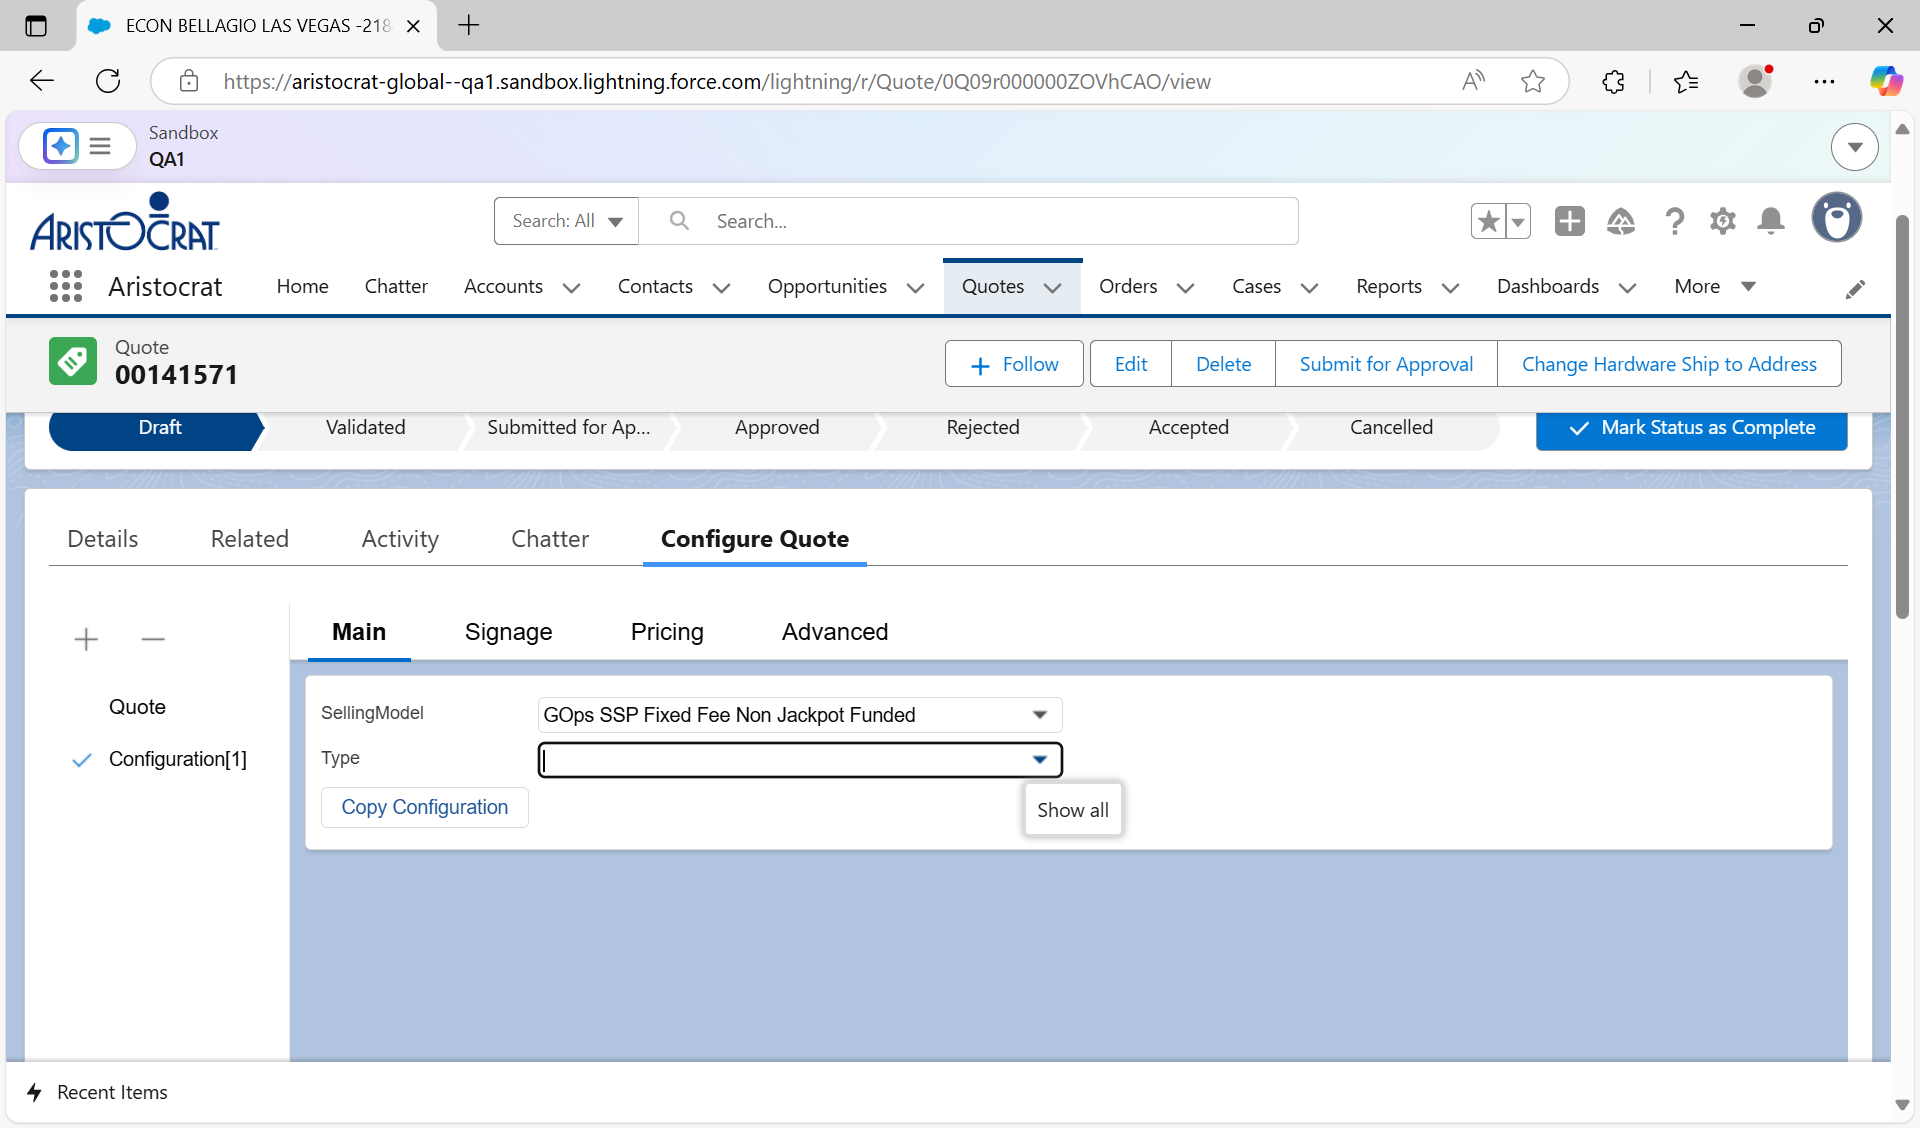 ECON BELLAGIO LAS VEGAS -218
https://aristocrat-global--qa1.sandbox.lightning.force.com/lightning/r/Quote/0Q09r000000ZOVhCAO/view
Sandbox
QA1
ARISTOCRAT
Search: All
Search...
Aristocrat
Home
Chatter
Accounts
Contacts
Opportunities
Quotes
Orders
Cases
Reports
Dashboards
More
Quote
00141571
Follow
Edit
Delete
Submit for Approval
Change Hardware Ship to Address
Draft
Validated
Submitted for Ap...
Approved
Rejected
Accepted
Cancelled
Mark Status as Complete
Details
Related
Activity
Chatter
Configure Quote
Main
Signage
Pricing
Advanced
Quote
Configuration[1]
SellingModel
GOps SSP Fixed Fee Non Jackpot Funded
Type
Copy Configuration
Show all
Recent Items